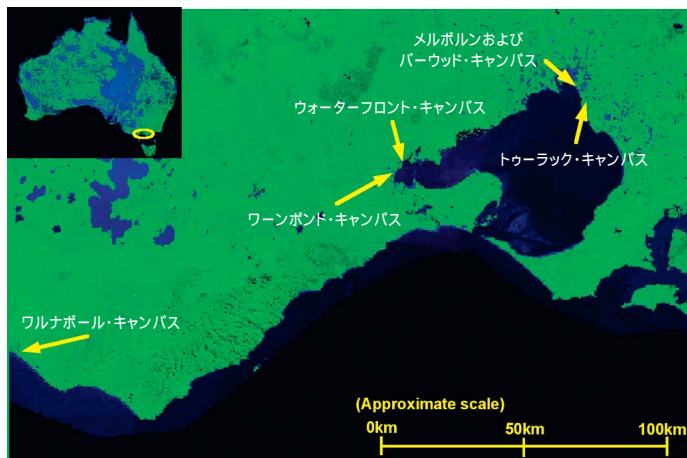 メルボルンおよび
バーウッド・キャンパス
ウォーターフロント・キャンパス
トゥーラック・キャンパス
ワーンポンド・キャンパス
ワルナボール・キャンパス
(Approximate scale)
0km 50km 100km